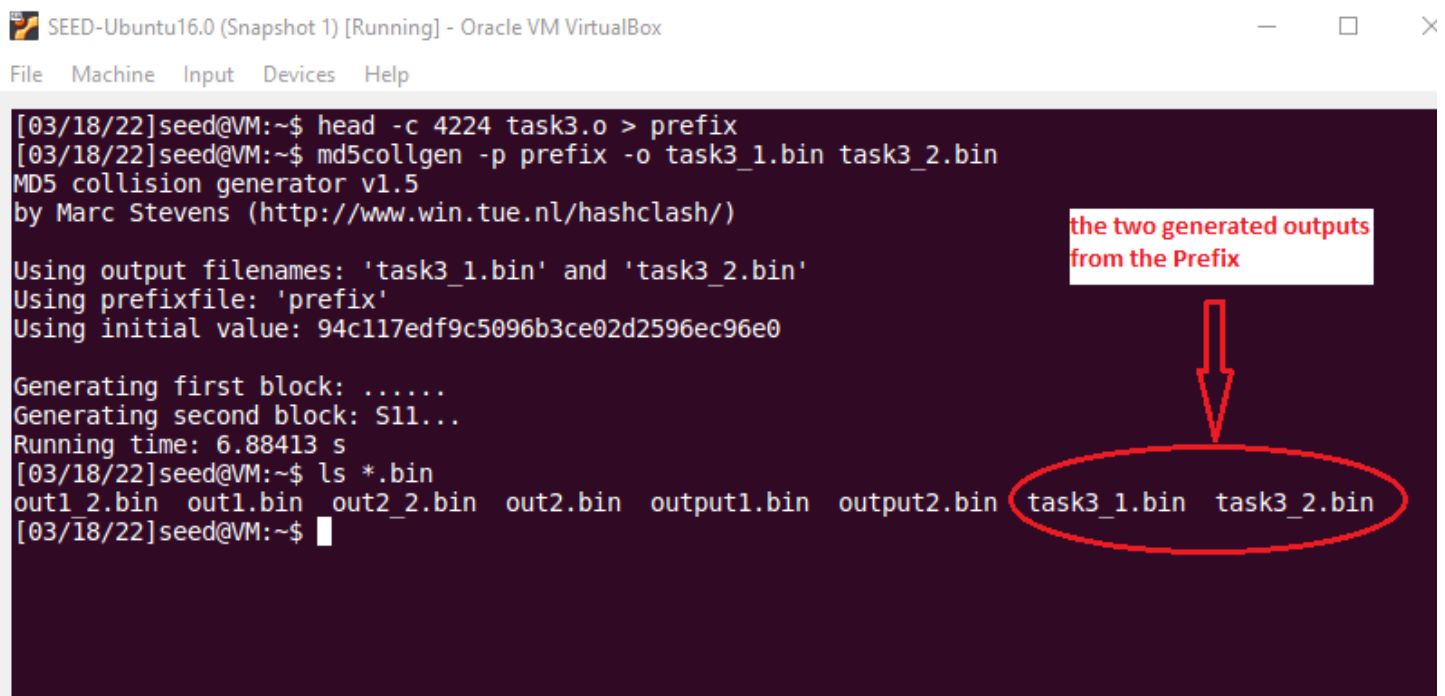 SEED-Ubuntu16.0 (Snapshot 1) [Running] - Oracle VM VirtualBox
File Machine Input Devices Help
[03/18/22]seed@VM:~$ head -c 4224 task3.o > prefix
[03/18/22]seed@VM:~$ md5collgen -p prefix -o task3_1.bin task3_2.bin
MD5 collision generator v1.5
by Marc Stevens (http://www.win.tue.nl/hashclash/)
the two generated outputs
from the Prefix
Using output filenames: 'task3_1.bin' and 'task3_2.bin'
Using prefixfile: 'prefix'
Using initial value: 94c117edf9c5096b3ce02d2596ec96e0
Generating first block: ......
Generating second block: S11...
Running time: 6.88413 s
[03/18/22]seed@VM:~$ ls *.bin
out1_2.bin out1.bin out2_2.bin out2.bin output1.bin output2.bin task3_1.bin task3_2.bin
[03/18/22]seed@VM:~$